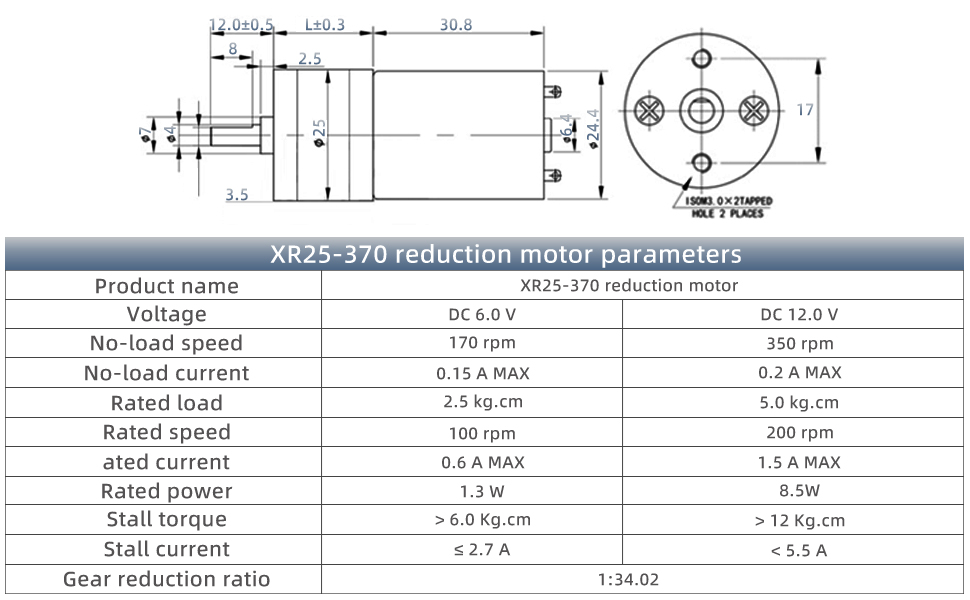 12.0±0.5 L±0.3 30.8
8
2.5
ø7 ø4 ø25 ø6.4 ø24.4 17
3.5
ISOM3.0×2TAPPED
HOLE 2 PLACES
XR25-370 reduction motor parameters
Product name XR25-370 reduction motor
Voltage DC 6.0 V DC 12.0 V
No-load speed 170 rpm 350 rpm
No-load current 0.15 A MAX 0.2 A MAX
Rated load 2.5 kg.cm 5.0 kg.cm
Rated speed 100 rpm 200 rpm
ated current 0.6 A MAX 1.5 A MAX
Rated power 1.3 W 8.5W
Stall torque > 6.0 Kg.cm > 12 Kg.cm
Stall current ≤ 2.7 A < 5.5 A
Gear reduction ratio 1:34.02